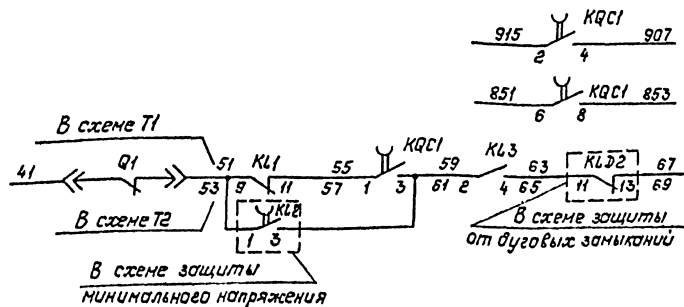 915 KQC1 907
2 4
851 KQC1 853
6 8
В схеме Т1
41 Q1 51 KL1 55 KQC1 59 KL3 63 KLD2 67
53 9 11 57 1 3 61 2 4 65 11 13 69
В схеме Т2
1 3
В схеме защиты
от дуговых замыканий
В схеме защиты
минимального напряжения